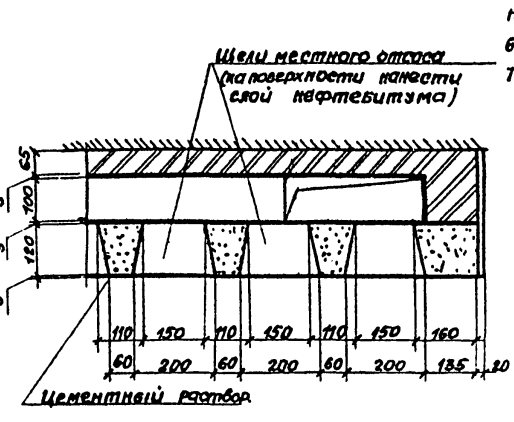 Щели местного отсоса
(на поверхности нанести
слой нефтебитума)
65
100
120
110 150 110 150 110 150 160
60 200 60 200 60 200 135 20
Цементный раствор